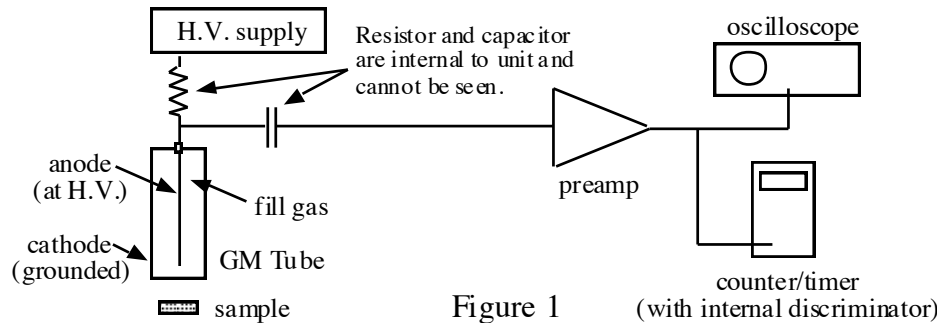 H.V. supply
Resistor and capacitor
are internal to unit and
cannot be seen.
oscilloscope
anode
(at H.V.)
fill gas
preamp
cathode
(grounded)
GM Tube
sample
Figure 1
counter/timer
(with internal discriminator)